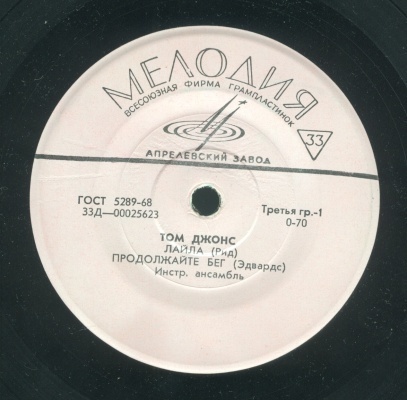 МЕЛОДИЯ
ВСЕСОЮЗНАЯ ФИРМА ГРАМПЛАСТИНОК
33
АПРЕЛЕВСКИЙ ЗАВОД
ГОСТ 5289-68
33Д—00025623
Третья гр.-1
0-70
ТОМ ДЖОНС
ЛАЙЛА (Рид)
ПРОДОЛЖАЙТЕ БЕГ (Эдвардс)
Инстр. ансамбль